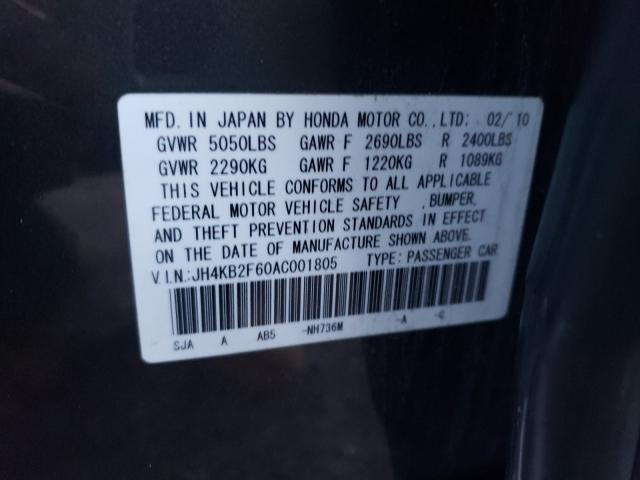 MFD. IN JAPAN BY HONDA MOTOR CO., LTD: 02/'10
GVWR 5050LBS GAWR F 2690LBS R 2400LBS
GVWR 2290KG GAWR F 1220KG R 1089KG
THIS VEHICLE CONFORMS TO ALL APPLICABLE
FEDERAL MOTOR VEHICLE SAFETY , BUMPER,
AND THEFT PREVENTION STANDARDS IN EFFECT
ON THE DATE OF MANUFACTURE SHOWN ABOVE.
V.I.N.:JH4KB2F60AC001805 TYPE: PASSENGER CAR
SJA A AB5 -NH736M -A -C